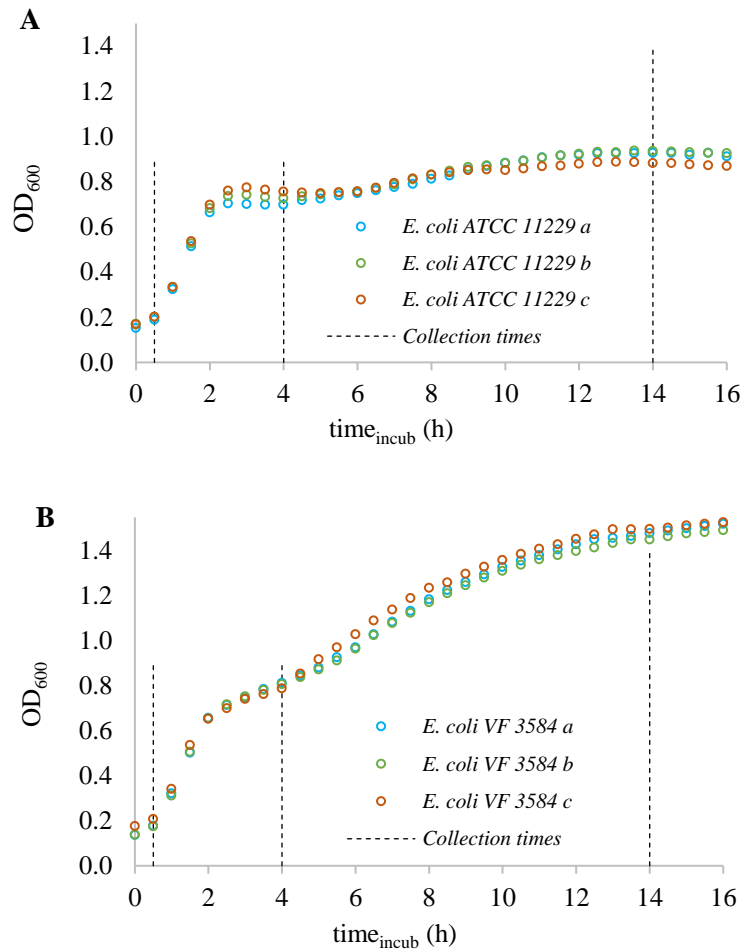 A
1.4
1.2
1.0
0.8
0.6
0.4
0.2
0.0
OD600
E. coli ATCC 11229 a
E. coli ATCC 11229 b
E. coli ATCC 11229 c
Collection times
0 2 4 6 8 10 12 14 16
timeincub (h)
B
1.4
1.2
1.0
0.8
0.6
0.4
0.2
0.0
OD600
E. coli VF 3584 a
E. coli VF 3584 b
E. coli VF 3584 c
Collection times
0 2 4 6 8 10 12 14 16
timeincub (h)